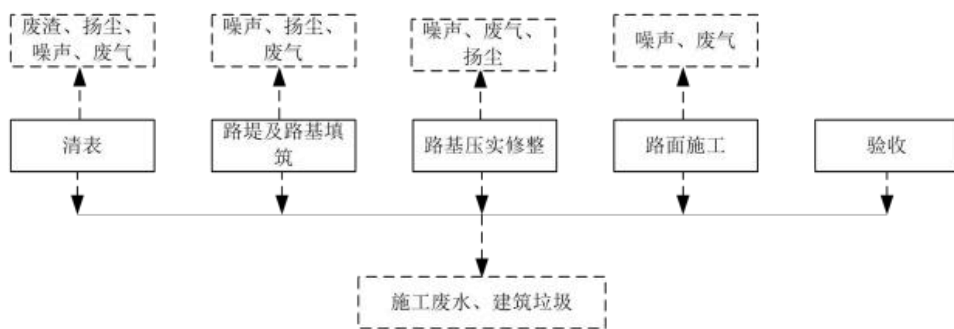 废渣、扬尘、
噪声、废气
噪声、扬尘、
废气
噪声、废气、
扬尘
噪声、废气
清表
路堤及路基填
筑
路基压实修整
路面施工
验收
施工废水、建筑垃圾